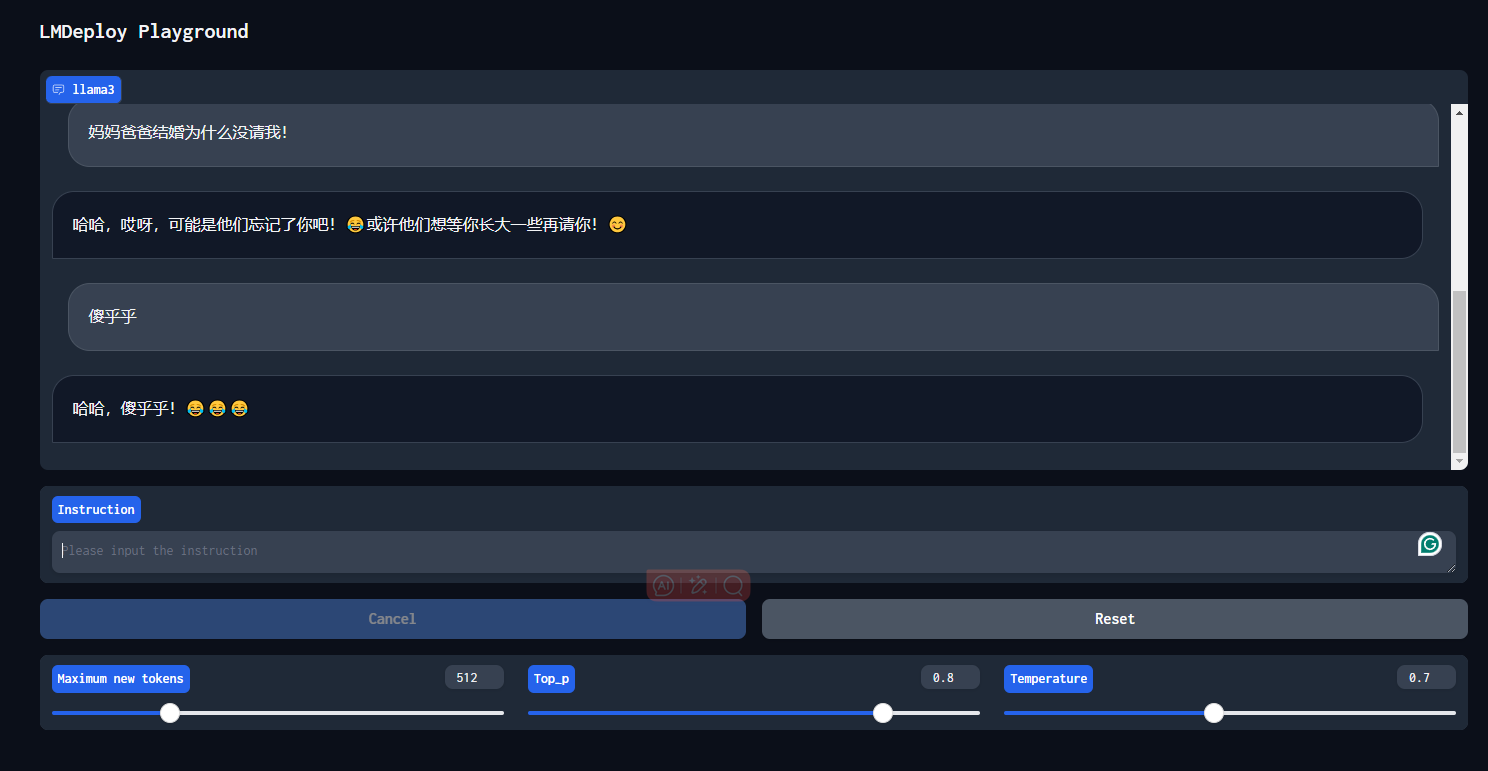 LMDeploy Playground
llama3
妈妈爸爸结婚为什么没请我!
哈哈，哎呀，可能是他们忘记了你吧！😂或许他们想等你长大一些再请你！😊
傻乎乎
哈哈，傻乎乎！😂😂😂
Instruction
Please input the instruction
AI
Cancel
Reset
Maximum new tokens
512
Top_p
0.8
Temperature
0.7